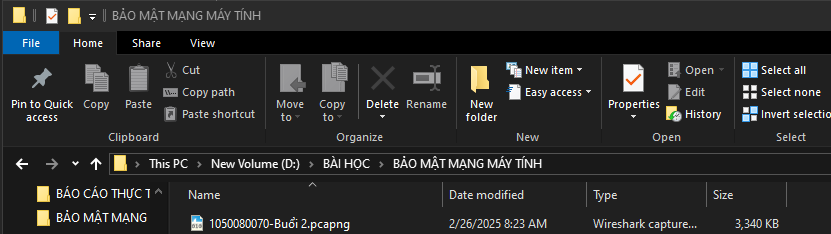 BẢO MẬT MẠNG MÁY TÍNH
File Home Share View
Pin to Quick access
Copy
Paste
Cut
Copy path
Paste shortcut
Clipboard
Move to
Copy to
Delete
Rename
Organize
New folder
New item
Easy access
New
Properties
Open
Edit
History
Open
Select all
Select none
Invert selectio
Select
This PC > New Volume (D:) > BÀI HỌC > BẢO MẬT MẠNG MÁY TÍNH
BÁO CÁO THỰC T
BẢO MẬT MẠNG
Name Date modified Type Size
1050080070-Buổi 2.pcapng 2/26/2025 8:23 AM Wireshark capture... 3,340 KB